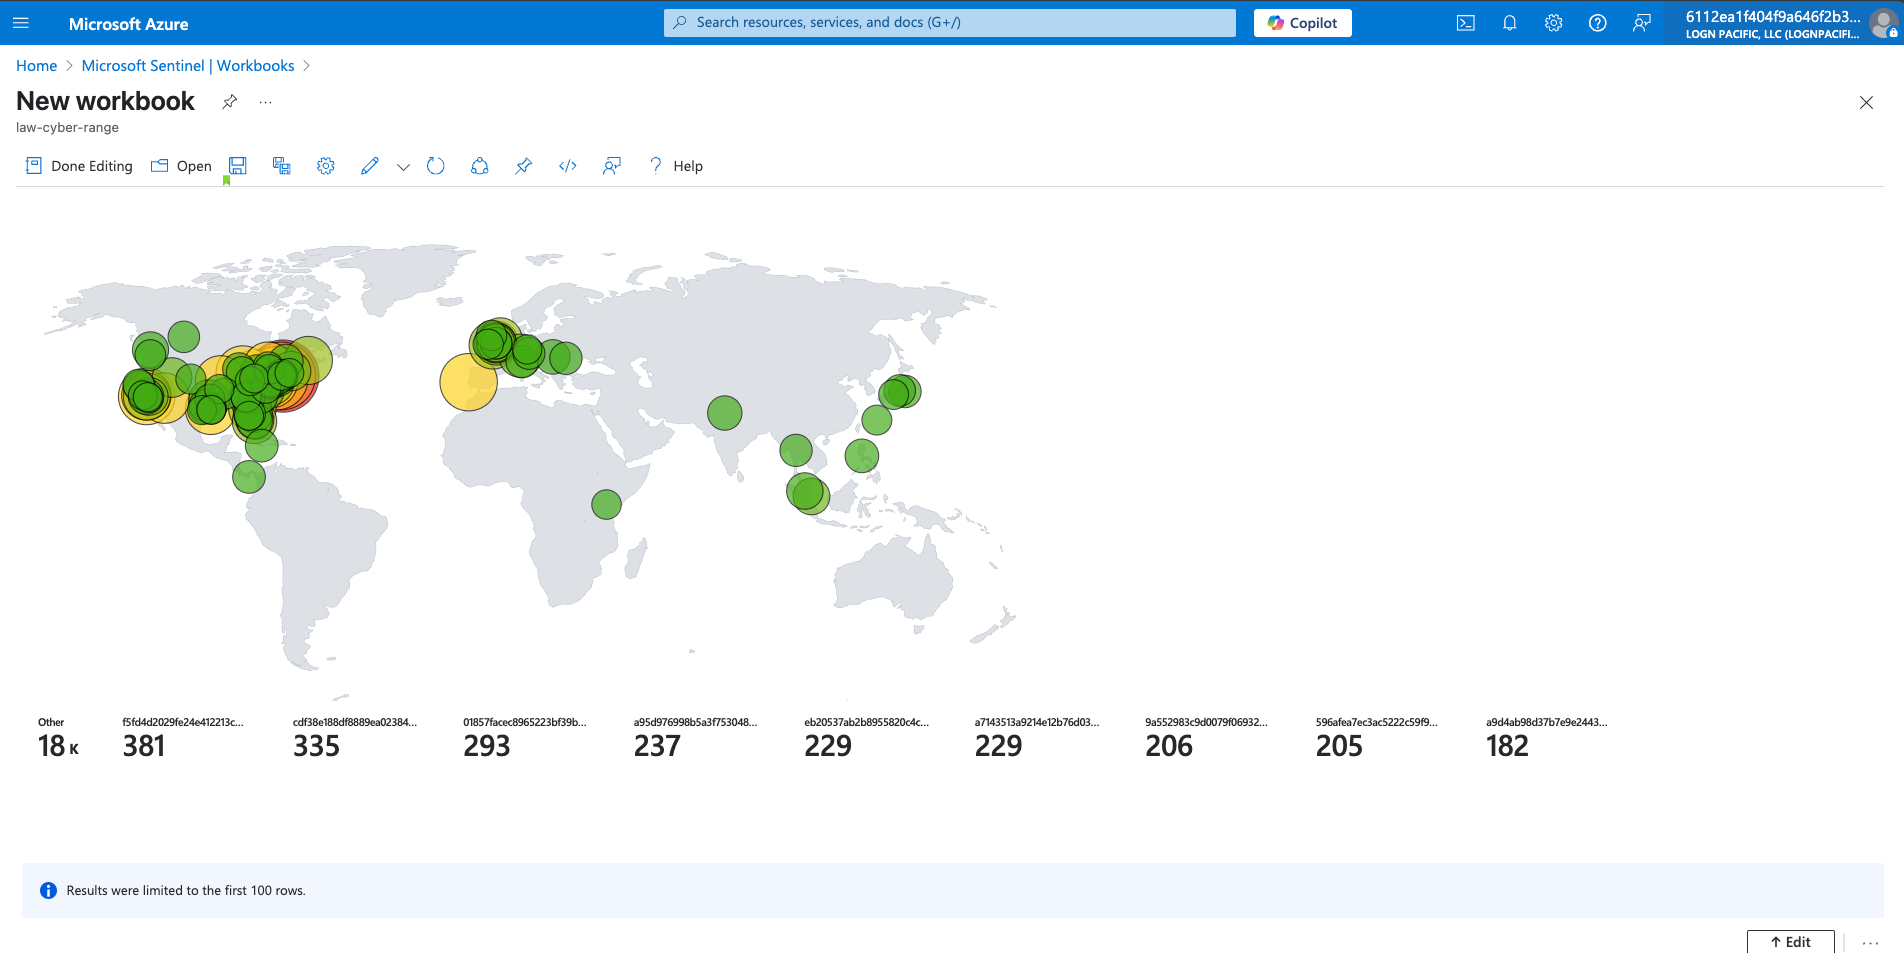 Microsoft Azure
Search resources, services, and docs (G+/)
Copilot
6112ea1f404f9a646f2b3...
LOGN PACIFIC, LLC (LOGNPACIFI...
Home > Microsoft Sentinel | Workbooks >
New workbook
...
law-cyber-range
Done Editing
Open
? Help
Other
18 K
f5fd4d2029fe24e412213c...
381
cdf38e188df8889ea02384...
335
01857facec8965223bf39b...
293
a95d976998b5a3f753048...
237
eb20537ab2b8955820c4c...
229
a7143513a9214e12b76d03...
229
9a552983c9d0079f06932...
206
596afea7ec3ac5222c59f9...
205
a9d4ab98d37b7e9e2443...
182
Results were limited to the first 100 rows.
↑ Edit
...